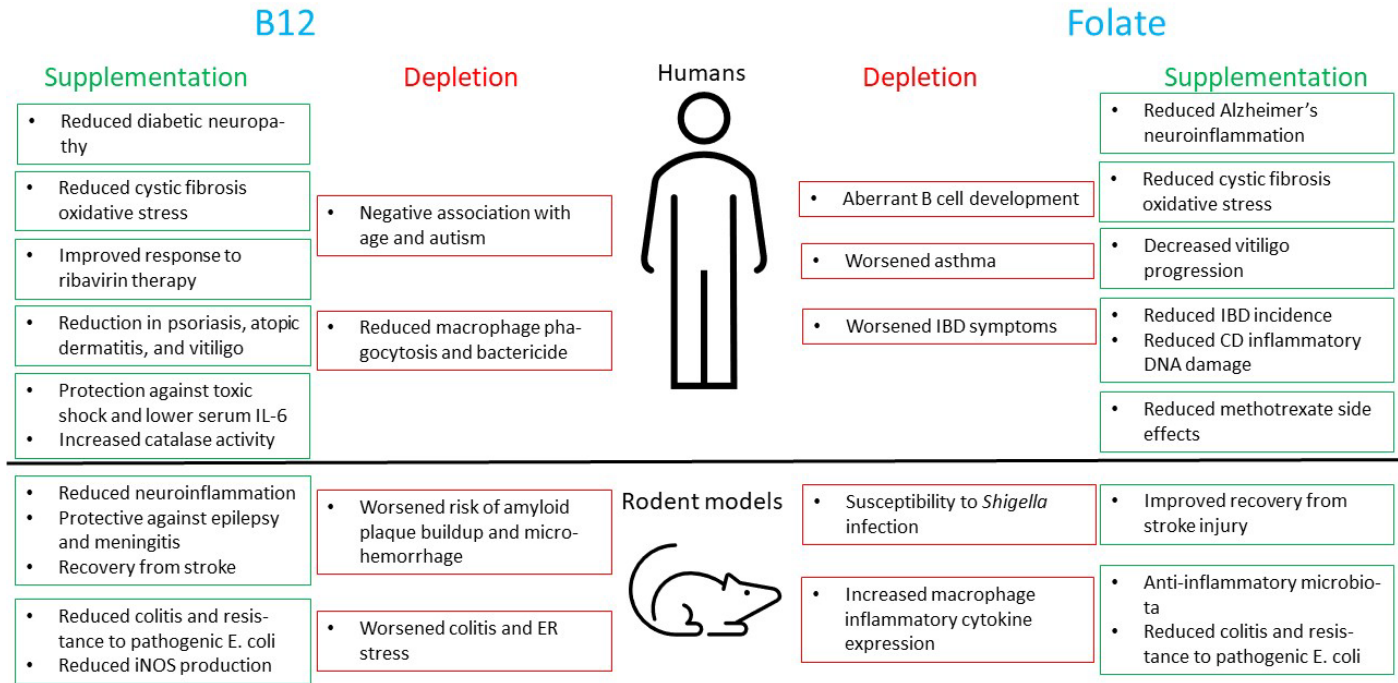 B12
Folate
Supplementation
Depletion
Humans
Depletion
Supplementation
• Reduced diabetic neuropa-
thy
• Reduced cystic fibrosis
oxidative stress
• Improved response to
ribavirin therapy
• Reduction in psoriasis, atopic
dermatitis, and vitiligo
• Protection against toxic
shock and lower serum IL-6
• Increased catalase activity
• Negative association with
age and autism
• Reduced macrophage pha-
gocytosis and bactericide
• Aberrant B cell development
• Worsened asthma
• Worsened IBD symptoms
• Reduced Alzheimer's
neuroinflammation
• Reduced cystic fibrosis
oxidative stress
• Decreased vitiligo
progression
• Reduced IBD incidence
• Reduced CD inflammatory
DNA damage
• Reduced methotrexate side
effects
• Reduced neuroinflammation
• Protective against epilepsy
and meningitis
• Recovery from stroke
• Reduced colitis and resis-
tance to pathogenic E. coli
• Reduced iNOS production
• Worsened risk of amyloid
plaque buildup and micro-
hemorrhage
• Worsened colitis and ER
stress
Rodent models
• Susceptibility to Shigella
infection
• Increased macrophage
inflammatory cytokine
expression
• Improved recovery from
stroke injury
• Anti-inflammatory microbio-
ta
• Reduced colitis and resis-
tance to pathogenic E. coli